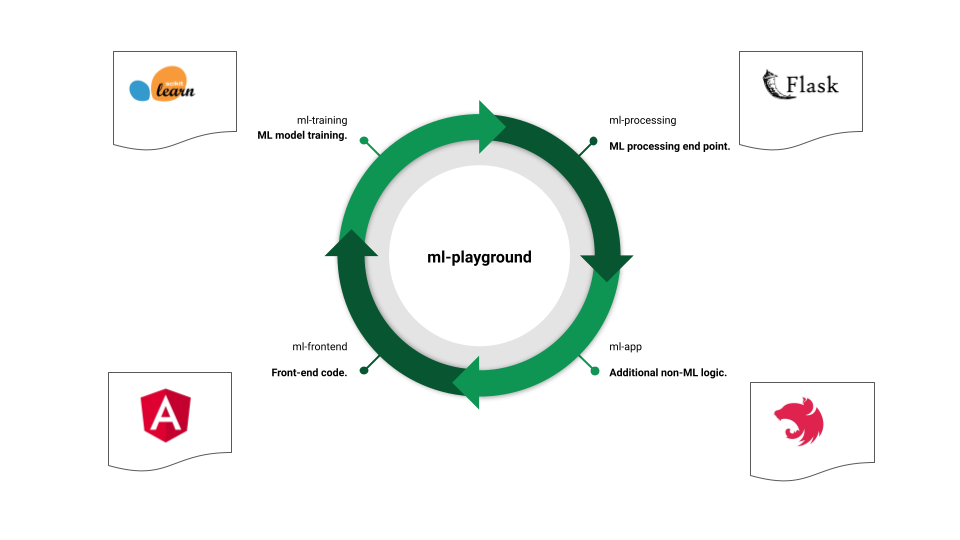 scikit
learn
Flask
ml-training
ML model training.
ml-processing
ML processing end point.
ml-playground
ml-frontend
Front-end code.
ml-app
Additional non-ML logic.
A